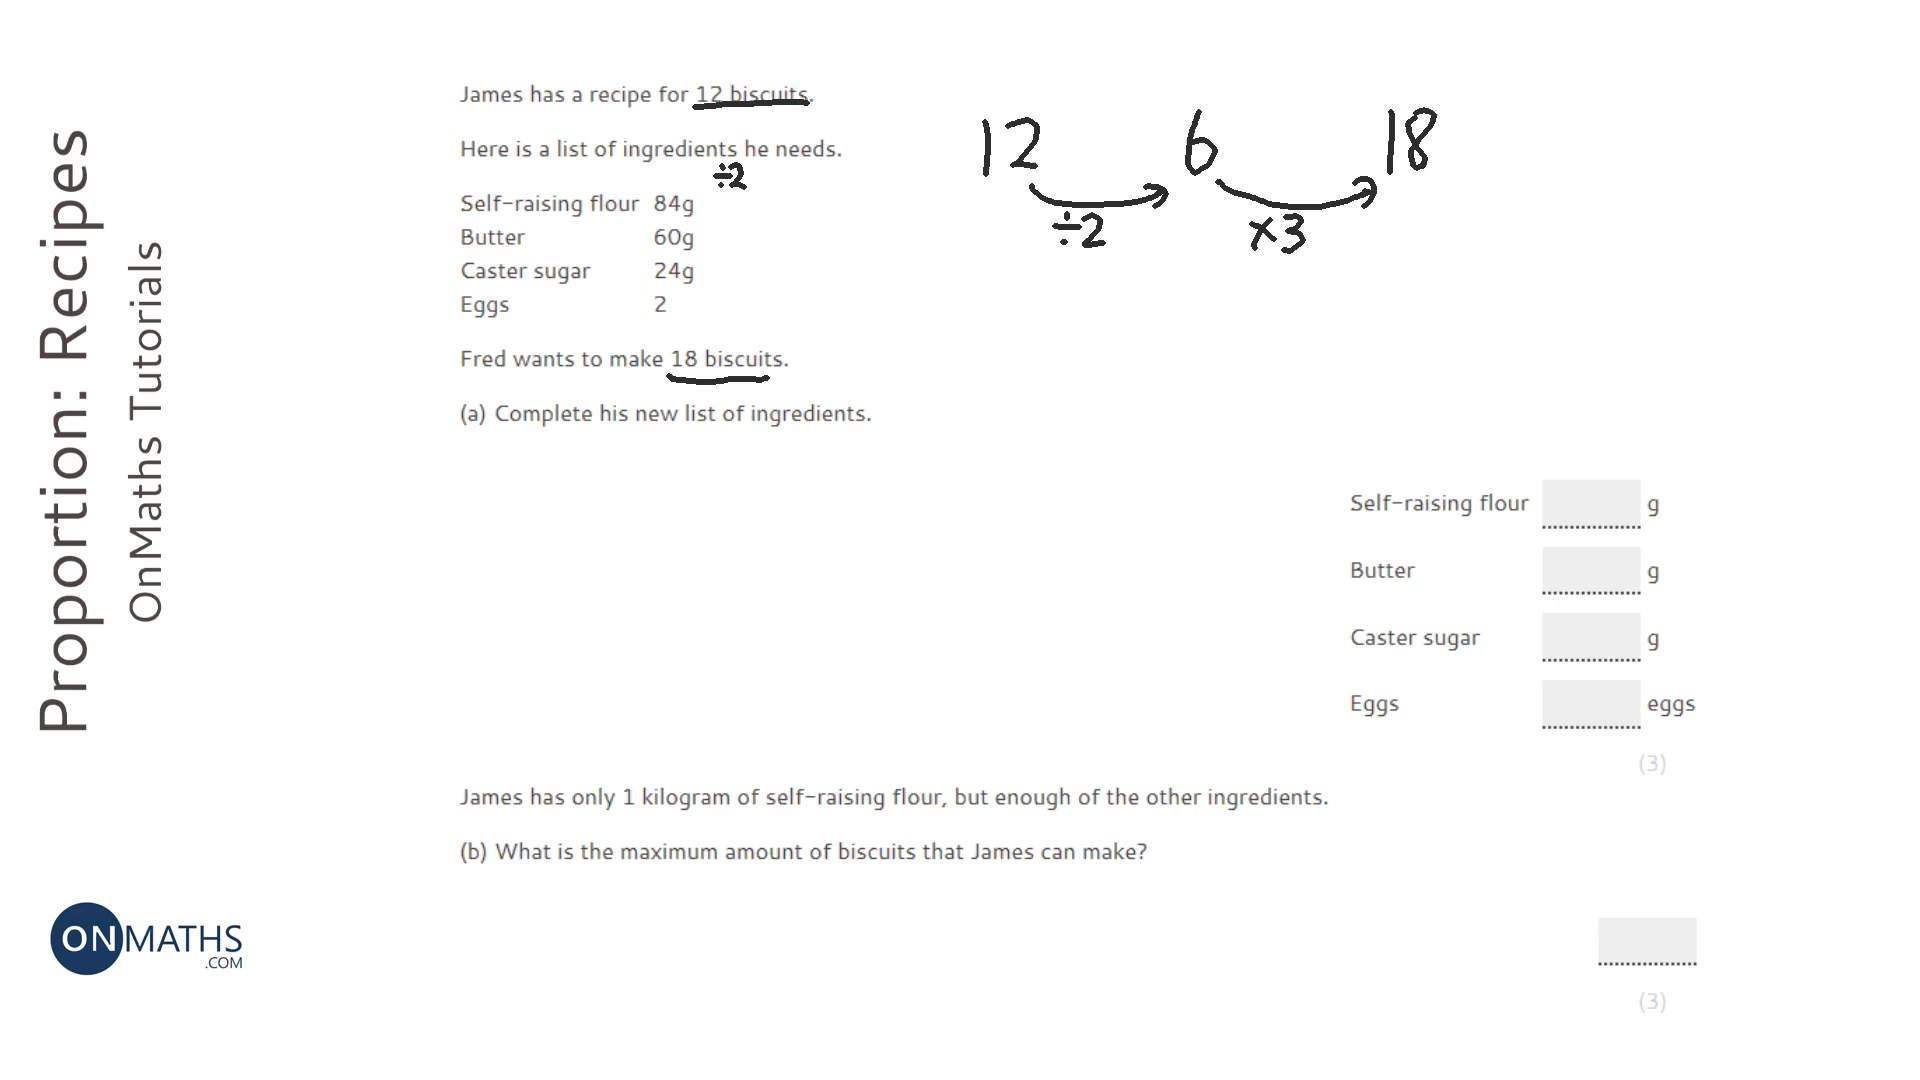 Proportion: Recipes
OnMaths Tutorials
James has a recipe for 12 biscuits.
Here is a list of ingredients he needs.
÷2
Self-raising flour 84g
Butter 60g
Caster sugar 24g
Eggs 2
Fred wants to make 18 biscuits.
(a) Complete his new list of ingredients.
12 6 18
÷2 ×3
Self-raising flour g
Butter g
Caster sugar g
Eggs eggs
(3)
James has only 1 kilogram of self-raising flour, but enough of the other ingredients.
(b) What is the maximum amount of biscuits that James can make?
(3)
ONMATHS
.COM